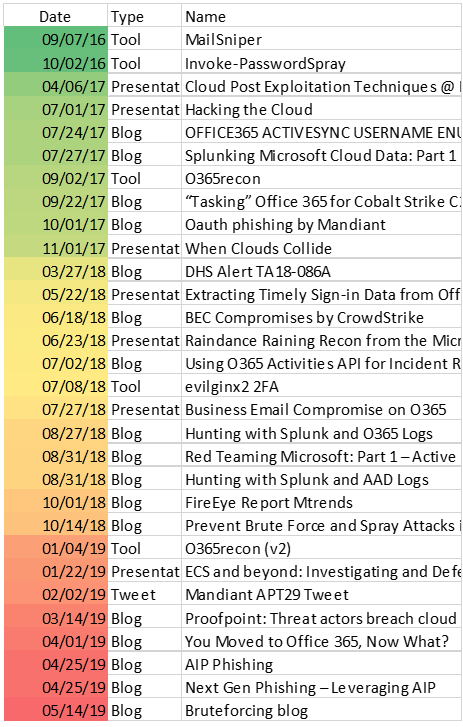 Date Type Name
09/07/16 Tool MailSniper
10/02/16 Tool Invoke-PasswordSpray
04/06/17 Presentat Cloud Post Exploitation Techniques @
07/01/17 Presentat Hacking the Cloud
07/24/17 Blog OFFICE365 ACTIVESYNC USERNAME ENU
07/27/17 Blog Splunking Microsoft Cloud Data: Part 1
09/02/17 Tool O365recon
09/22/17 Blog “Tasking” Office 365 for Cobalt Strike C
10/01/17 Blog Oauth phishing by Mandiant
11/01/17 Presentat When Clouds Collide
03/27/18 Blog DHS Alert TA18-086A
05/22/18 Presentat Extracting Timely Sign-in Data from Off
06/18/18 Blog BEC Compromises by CrowdStrike
06/23/18 Presentat Raindance Raining Recon from the Micr
07/02/18 Blog Using O365 Activities API for Incident R
07/08/18 Tool evilginx2 2FA
07/27/18 Presentat Business Email Compromise on O365
08/27/18 Blog Hunting with Splunk and O365 Logs
08/31/18 Blog Red Teaming Microsoft: Part 1 – Active
08/31/18 Blog Hunting with Splunk and AAD Logs
10/01/18 Blog FireEye Report Mtrends
10/14/18 Blog Prevent Brute Force and Spray Attacks i
01/04/19 Tool O365recon (v2)
01/22/19 Presentat ECS and beyond: Investigating and Defe
02/02/19 Tweet Mandiant APT29 Tweet
03/14/19 Blog Proofpoint: Threat actors breach cloud
04/01/19 Blog You Moved to Office 365, Now What?
04/25/19 Blog AIP Phishing
04/25/19 Blog Next Gen Phishing – Leveraging AIP
05/14/19 Blog Bruteforcing blog